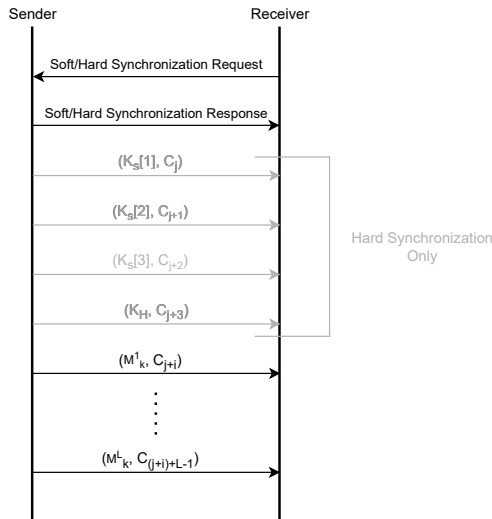 Sender Receiver
Soft/Hard Synchronization Request
Soft/Hard Synchronization Response
(Kₛ[1], Cⱼ)
(Kₛ[2], Cⱼ₊₁)
(Kₛ[3], Cⱼ₊₂)
Hard Synchronization
Only
(K_H, Cⱼ₊₃)
(M¹ₖ, Cⱼ₊ᵢ)
(Mᴸₖ, C₍ⱼ₊ᵢ₎₊L₋₁)